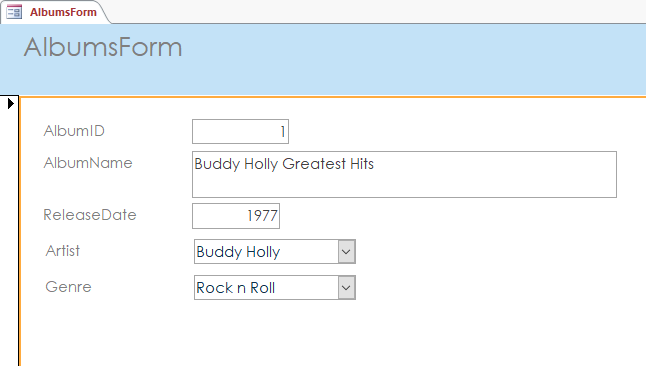 AlbumsForm
AlbumsForm
AlbumID 1
AlbumName Buddy Holly Greatest Hits
ReleaseDate 1977
Artist Buddy Holly
Genre Rock n Roll